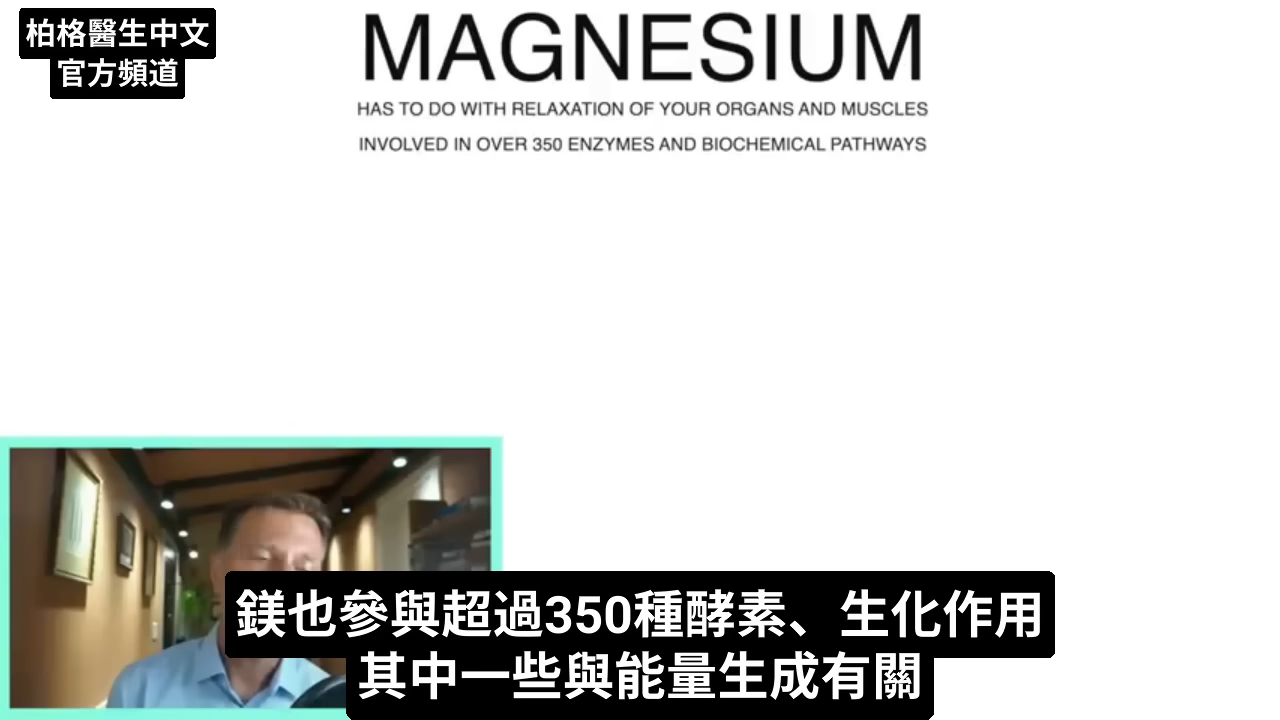 柏格醫生中文
官方頻道
MAGNESIUM
HAS TO DO WITH RELAXATION OF YOUR ORGANS AND MUSCLES
INVOLVED IN OVER 350 ENZYMES AND BIOCHEMICAL PATHWAYS
鎂也參與超過350種酵素、生化作用
其中一些與能量生成有關